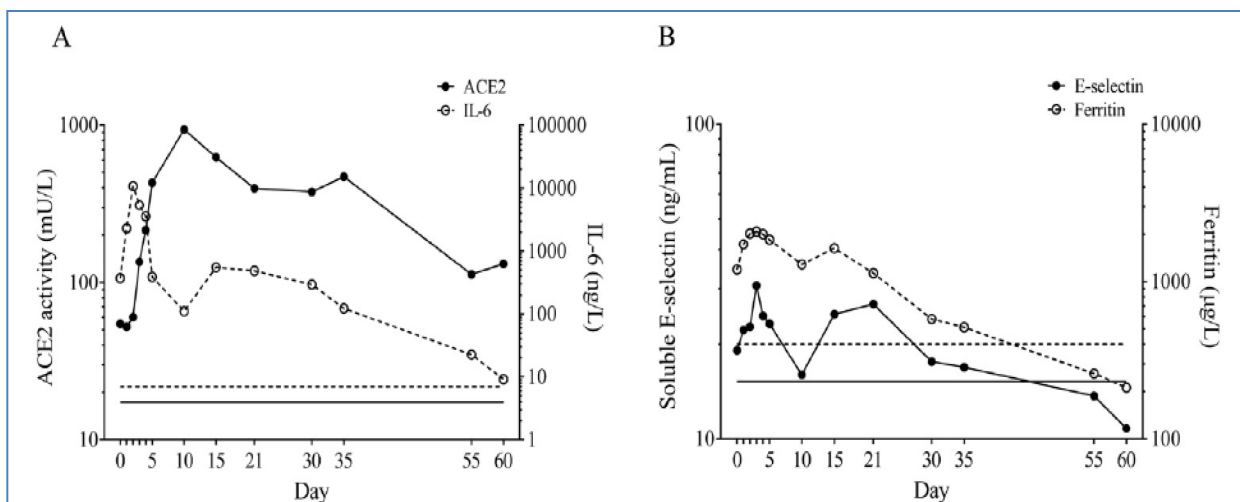 A
ACE2
IL-6
1000
100
10
ACE2 activity (mU/L)
100000
10000
1000
100
10
1
IL-6 (ng/L)
0 5 10 15 21 30 35 55 60
Day
B
E-selectin
Ferritin
100
10
Soluble E-selectin (ng/mL)
10000
1000
100
Ferritin (µg/L)
0 5 10 15 21 30 35 55 60
Day